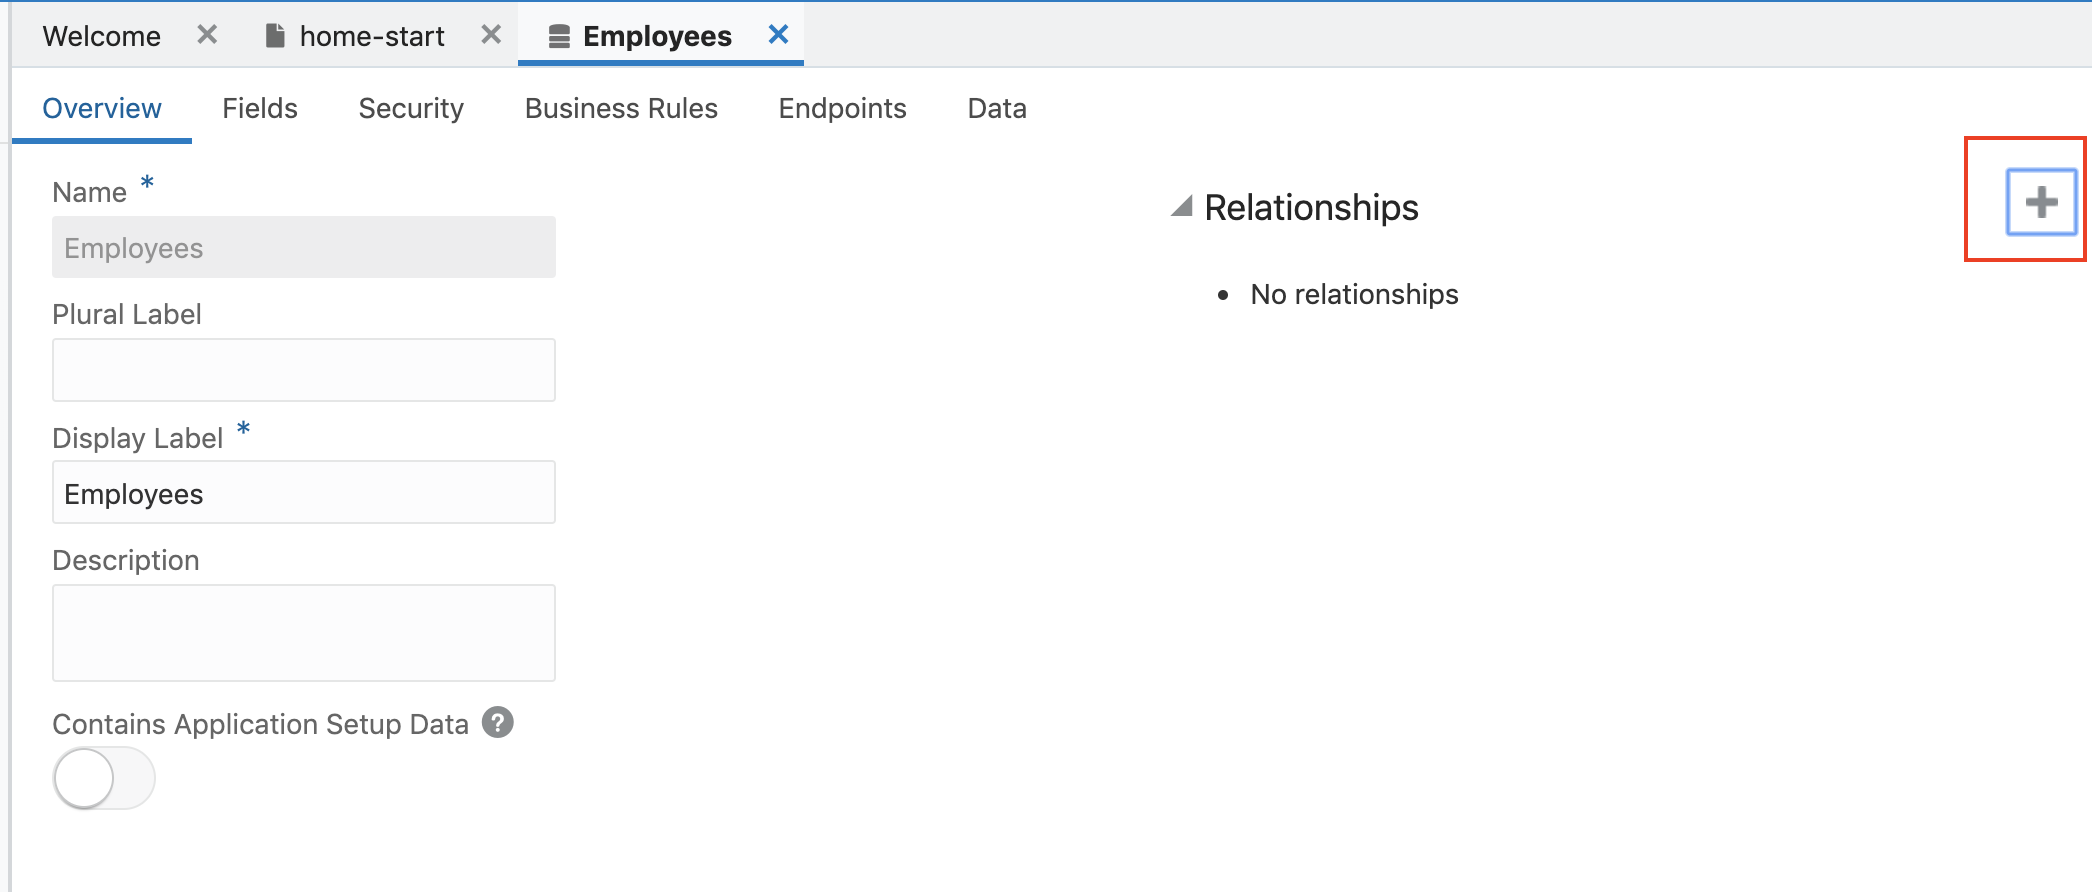 Welcome home-start Employees
Overview Fields Security Business Rules Endpoints Data
Name *
Employees
Plural Label
Display Label *
Employees
Description
Contains Application Setup Data ?
Relationships
No relationships